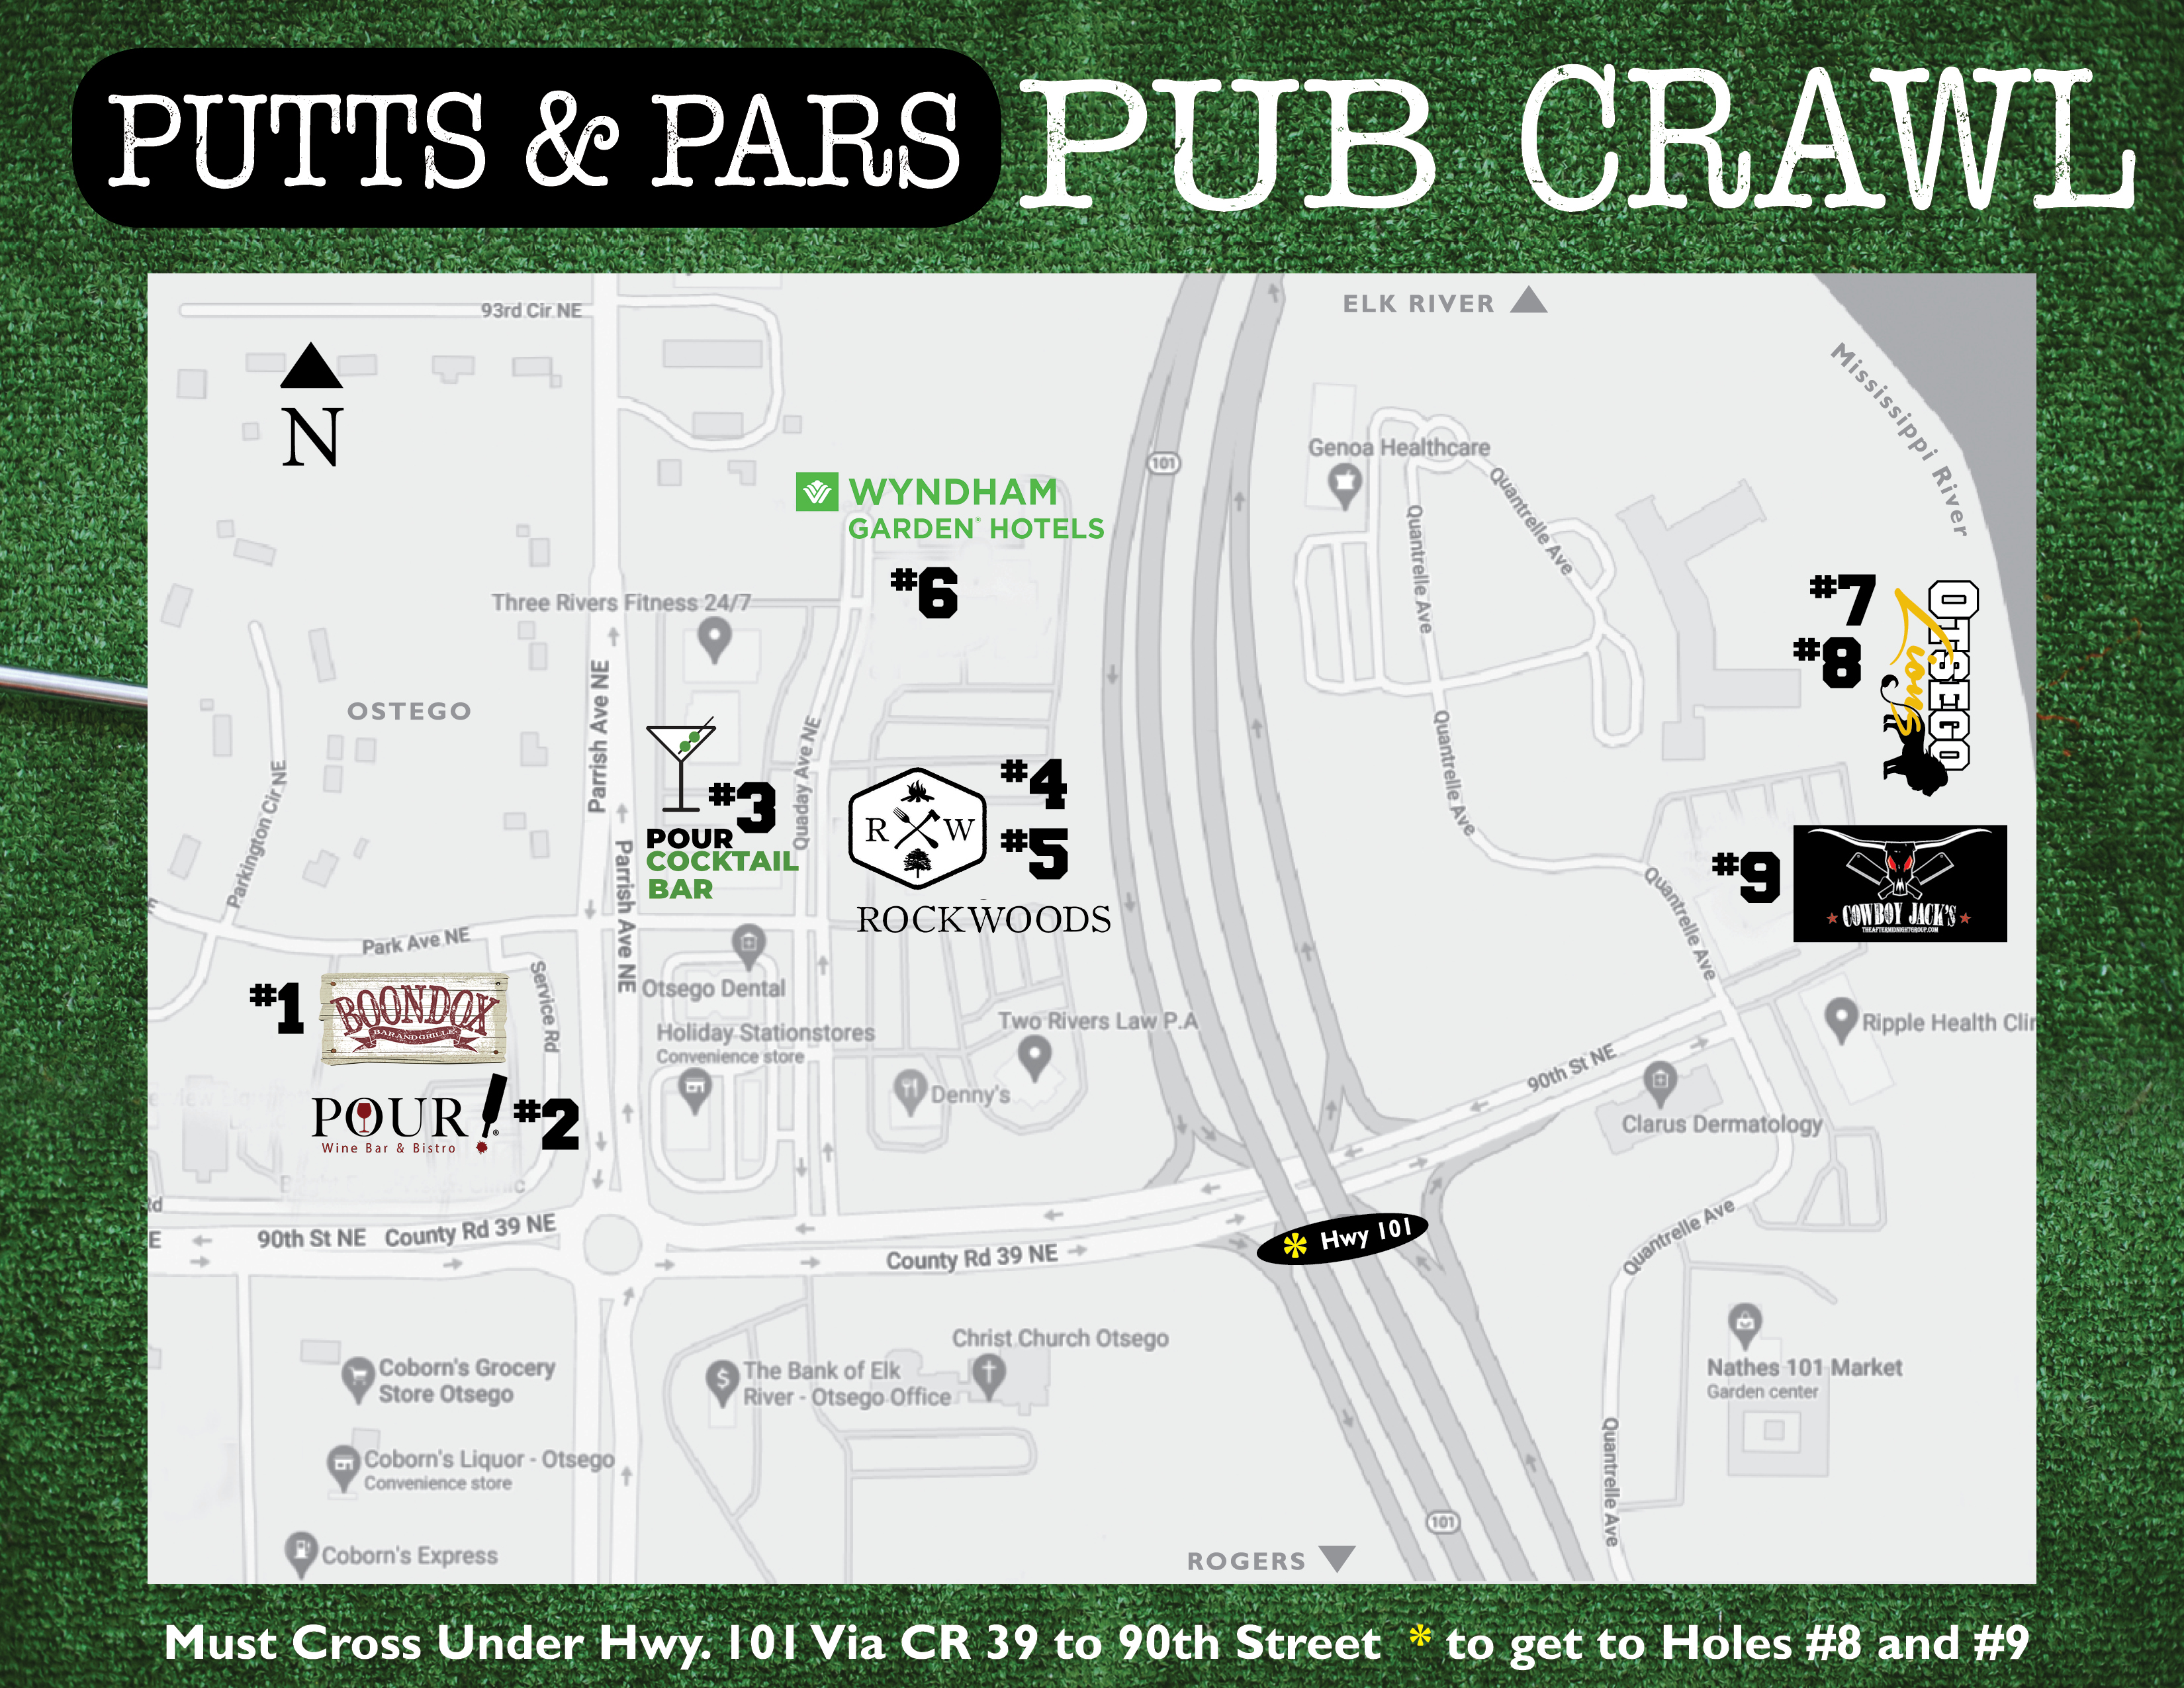 PUTTS & PARS PUB CRAWL
ELK RIVER
93rd Cir NE
Mississippi River
N
101
Genoa Healthcare
Quantrelle Ave
Quantrelle Ave
WYNDHAM
GARDEN HOTELS
#6
Three Rivers Fitness 24/7
#7
#8
OTSEGO
Lions
OSTEGO
Parrish Ave NE
Quaday Ave NE
Quantrelle Ave
#3
POUR
COCKTAIL
BAR
R W
ROCKWOODS
#4
#5
Parkington Cir NE
Parrish Ave NE
#9
COWBOY JACK'S
THEAFTERMIDNIGHTGROUP.COM
Quantrelle Ave
Park Ave NE
Service Rd
#1
BOONDOX
BAR AND GRILLE
Otsego Dental
Holiday Stationstores
Convenience store
Two Rivers Law P.A
Ripple Health Clin
Denny's
90th St NE
Clarus Dermatology
POUR!
Wine Bar & Bistro
#2
Rd
E
90th St NE County Rd 39 NE
County Rd 39 NE
* Hwy 101
Quantrelle Ave
Christ Church Otsego
Coborn's Grocery
Store Otsego
The Bank of Elk
River - Otsego Office
Nathes 101 Market
Garden center
Coborn's Liquor - Otsego
Convenience store
Quantrelle Ave
101
Coborn's Express
ROGERS
Must Cross Under Hwy. 101 Via CR 39 to 90th Street * to get to Holes #8 and #9